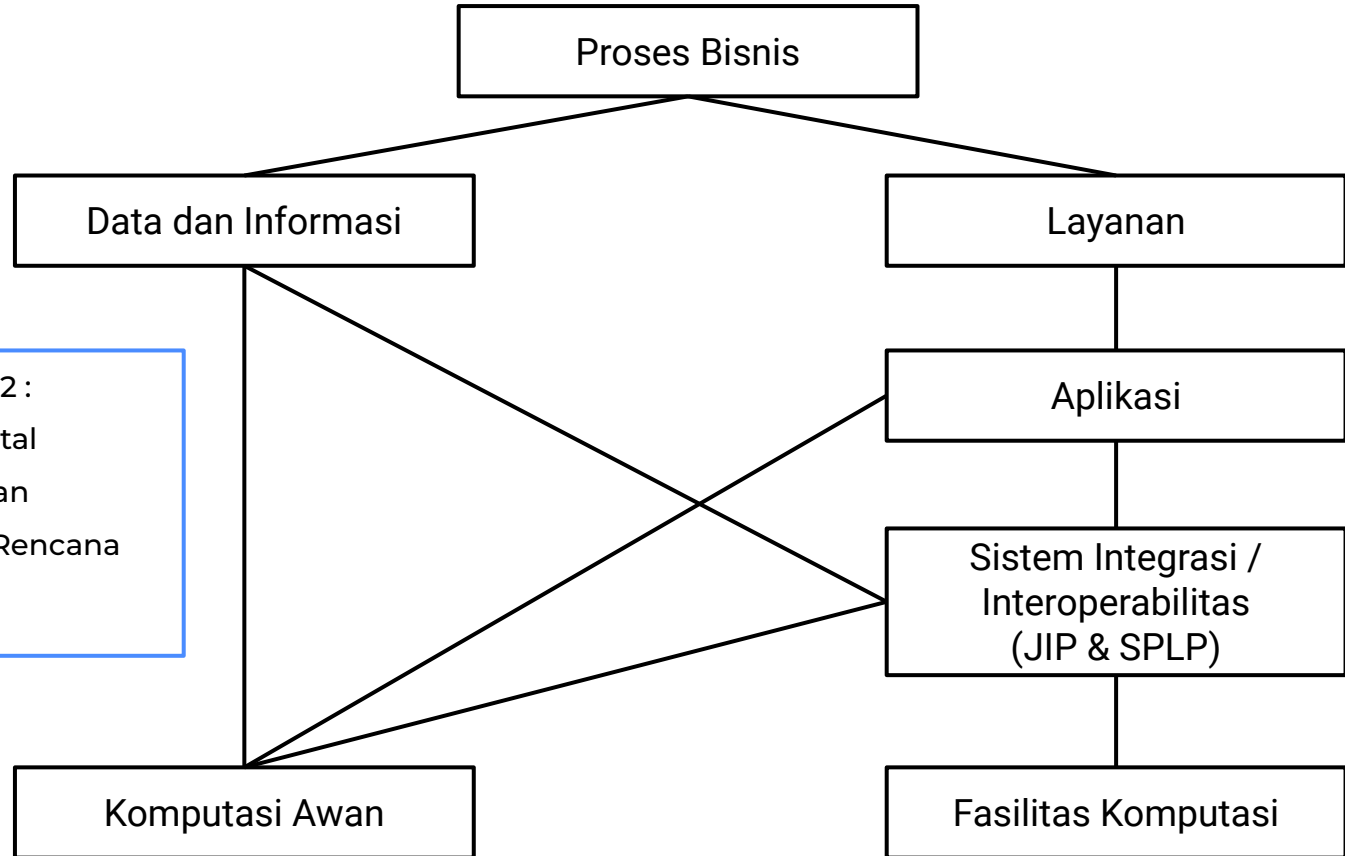 Proses Bisnis
Data dan Informasi
Layanan
2 :
tal
an
Rencana
Aplikasi
Sistem Integrasi /
Interoperabilitas
(JIP & SPLP)
Komputasi Awan
Fasilitas Komputasi